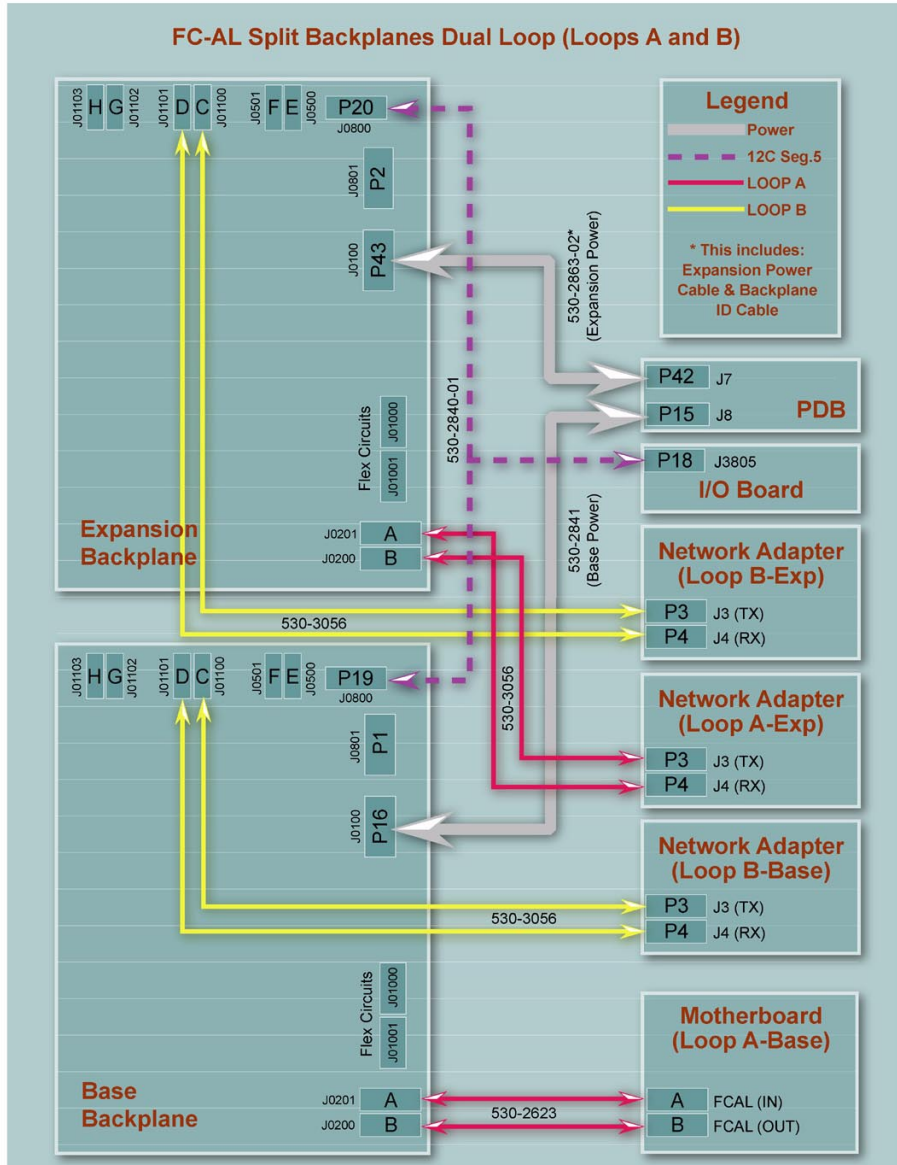 FC-AL Split Backplanes Dual Loop (Loops A and B)
J01103
H
G
J01102
J01101
D
C
J01100
J0501
F
E
J0500
P20
J0800
J0801
P2
J0100
P43
Flex Circuits
J01000
J01001
Expansion
Backplane
J0201
A
J0200
B
530-3056
530-2840-01
530-2863-02*
(Expansion Power)
530-2841
(Base Power)
530-3056
Legend
Power
12C Seg.5
LOOP A
LOOP B
* This includes:
Expansion Power
Cable & Backplane
ID Cable
P42
J7
P15
J8
PDB
P18
J3805
I/O Board
Network Adapter
(Loop B-Exp)
P3
J3 (TX)
P4
J4 (RX)
Network Adapter
(Loop A-Exp)
P3
J3 (TX)
P4
J4 (RX)
Network Adapter
(Loop B-Base)
P3
J3 (TX)
P4
J4 (RX)
J01103
H
G
J01102
J01101
D
C
J01100
J0501
F
E
J0500
P19
J0800
J0801
P1
J0100
P16
530-3056
Flex Circuits
J01000
J01001
Base
Backplane
J0201
A
J0200
B
530-2623
Motherboard
(Loop A-Base)
A
FCAL (IN)
B
FCAL (OUT)